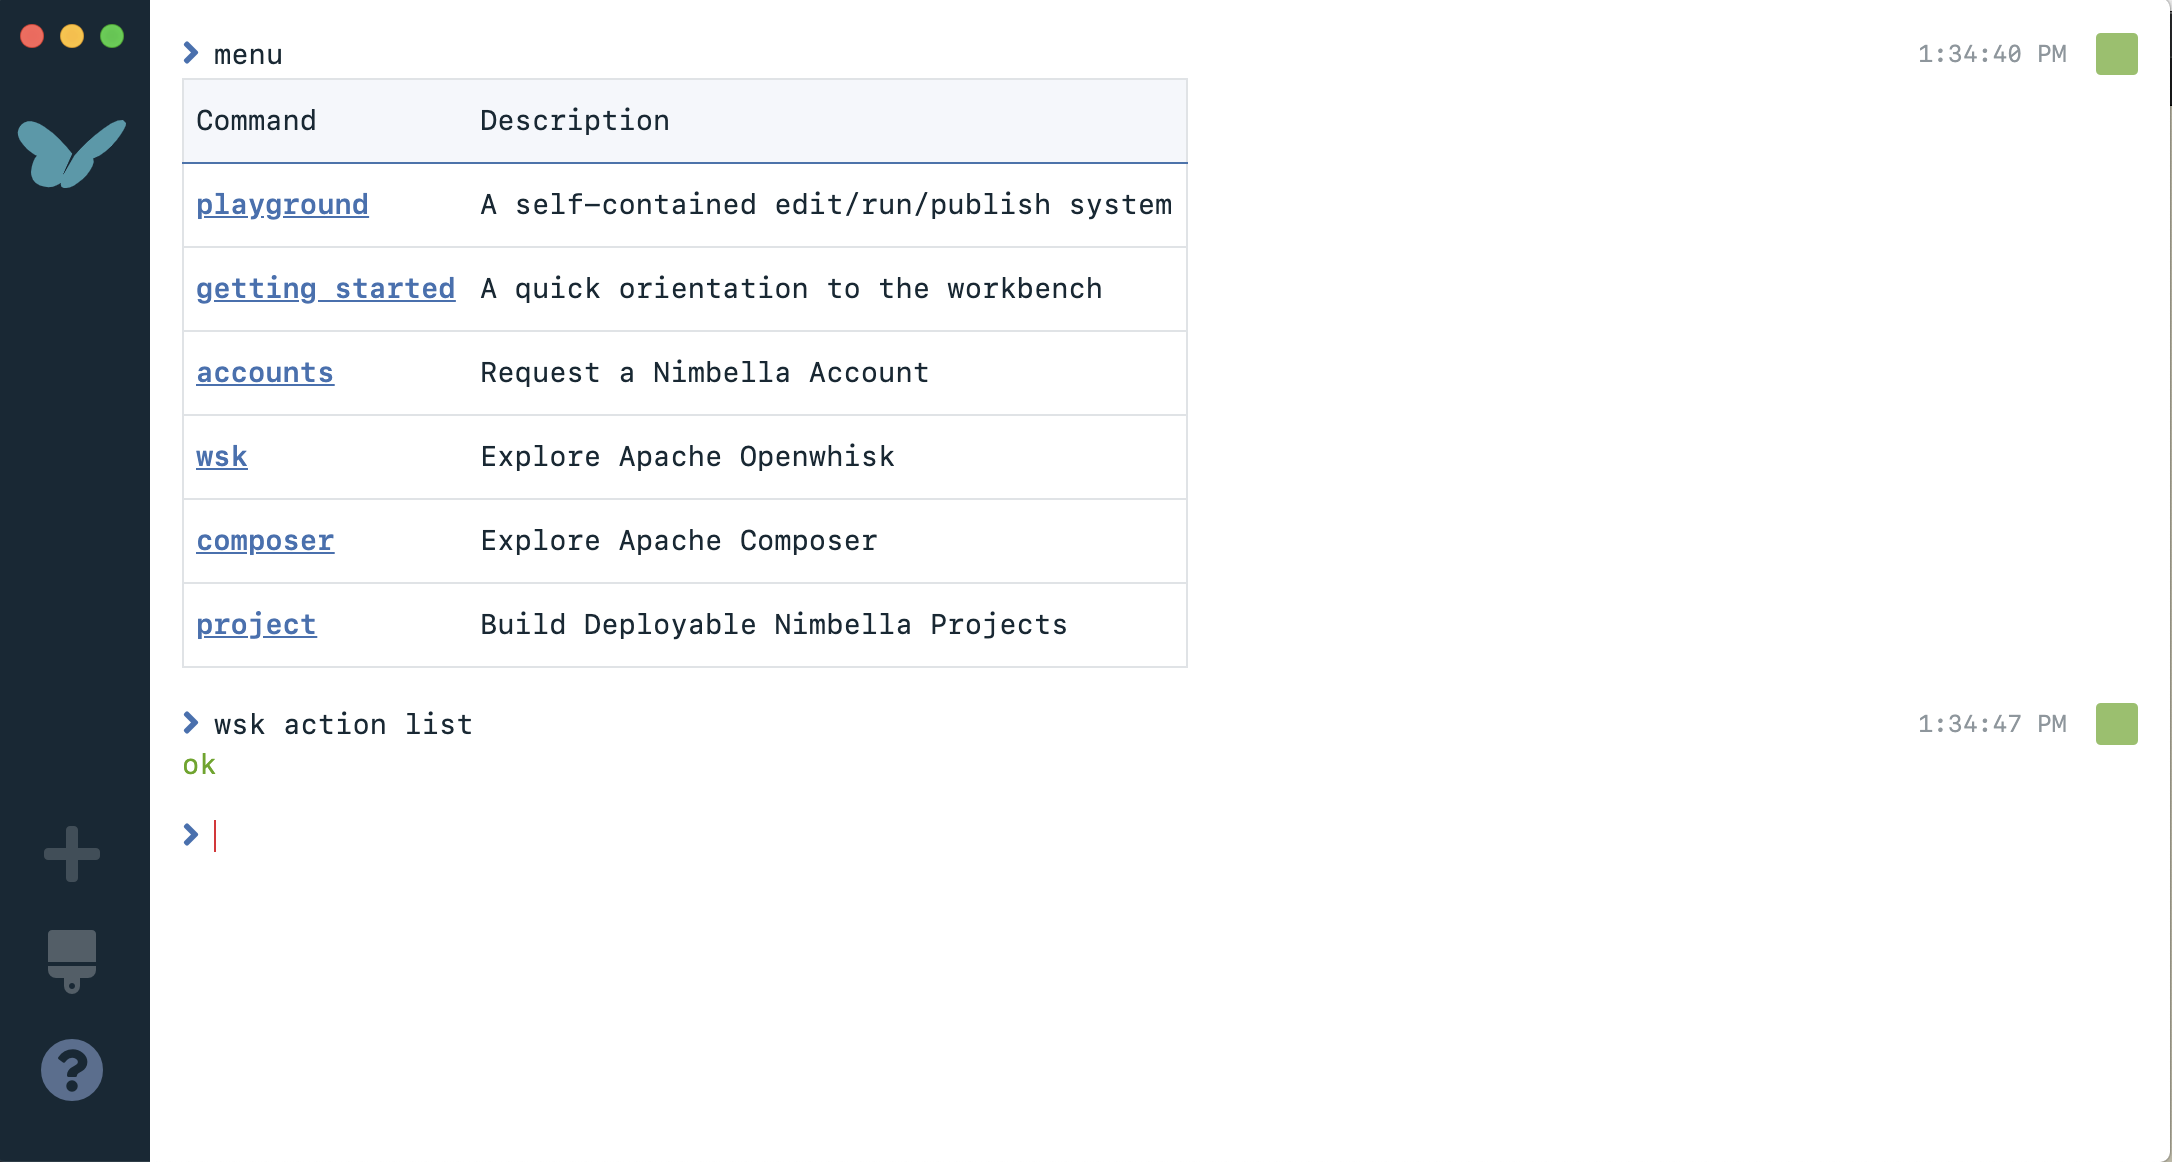 menu 1:34:40 PM
Command Description
playground A self-contained edit/run/publish system
getting started A quick orientation to the workbench
accounts Request a Nimbella Account
wsk Explore Apache Openwhisk
composer Explore Apache Composer
project Build Deployable Nimbella Projects
wsk action list 1:34:47 PM
ok